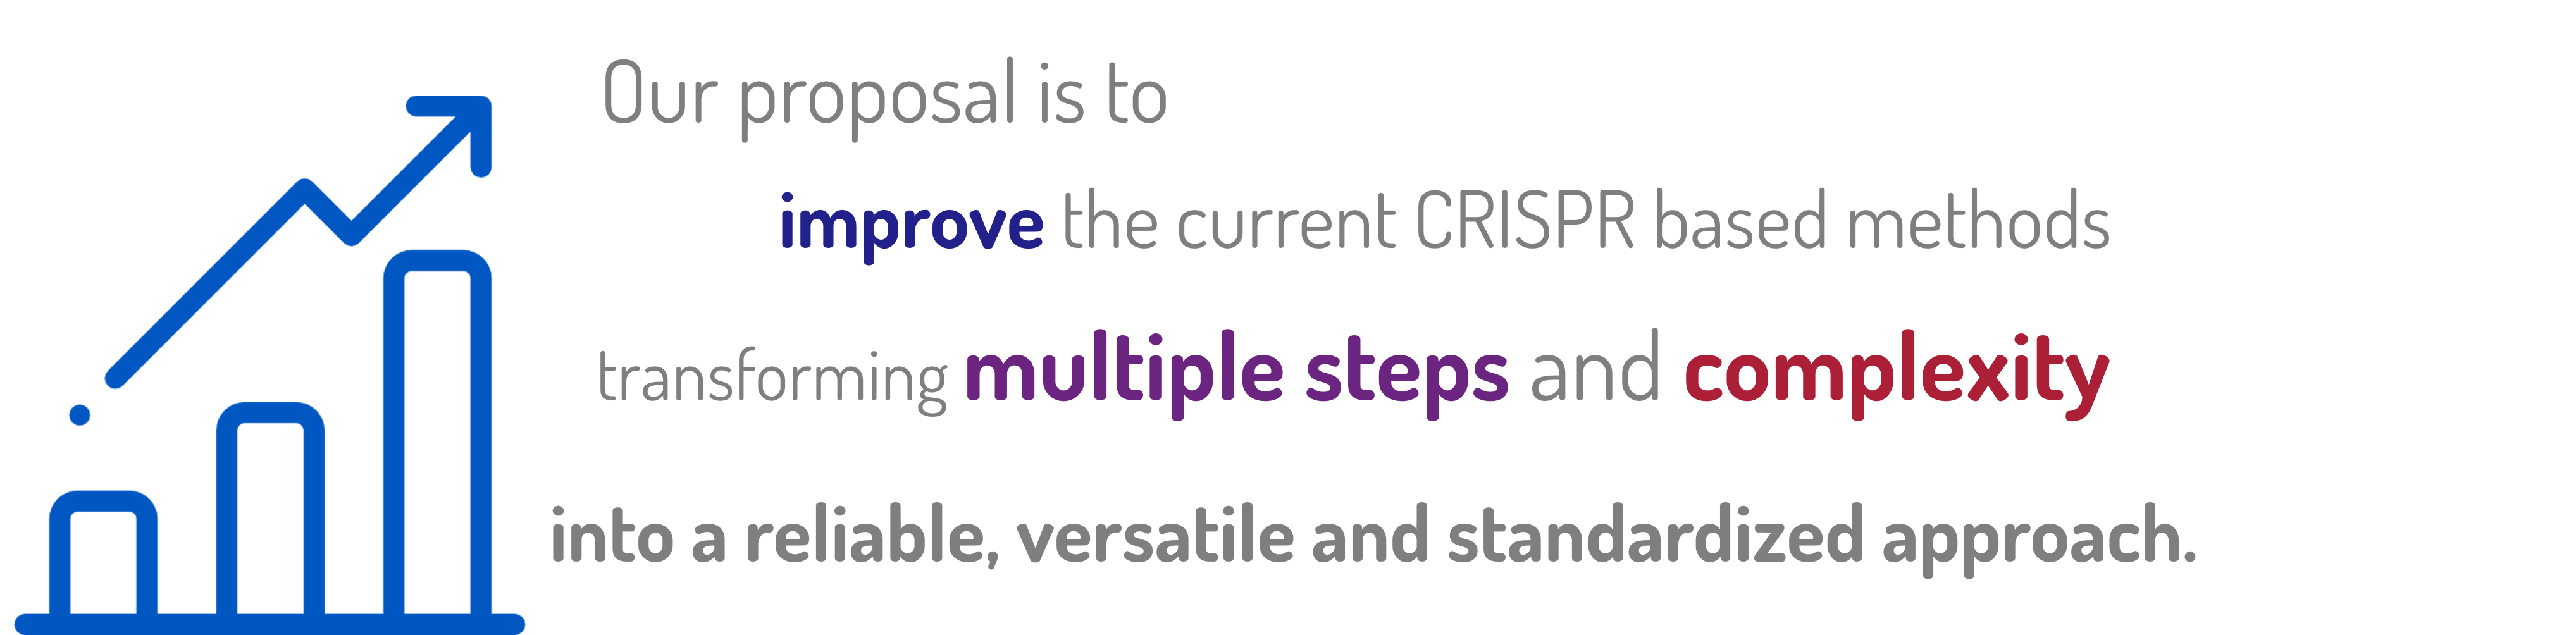 Our proposal is to
improve the current CRISPR based methods
transforming multiple steps and complexity
into a reliable, versatile and standardized approach.